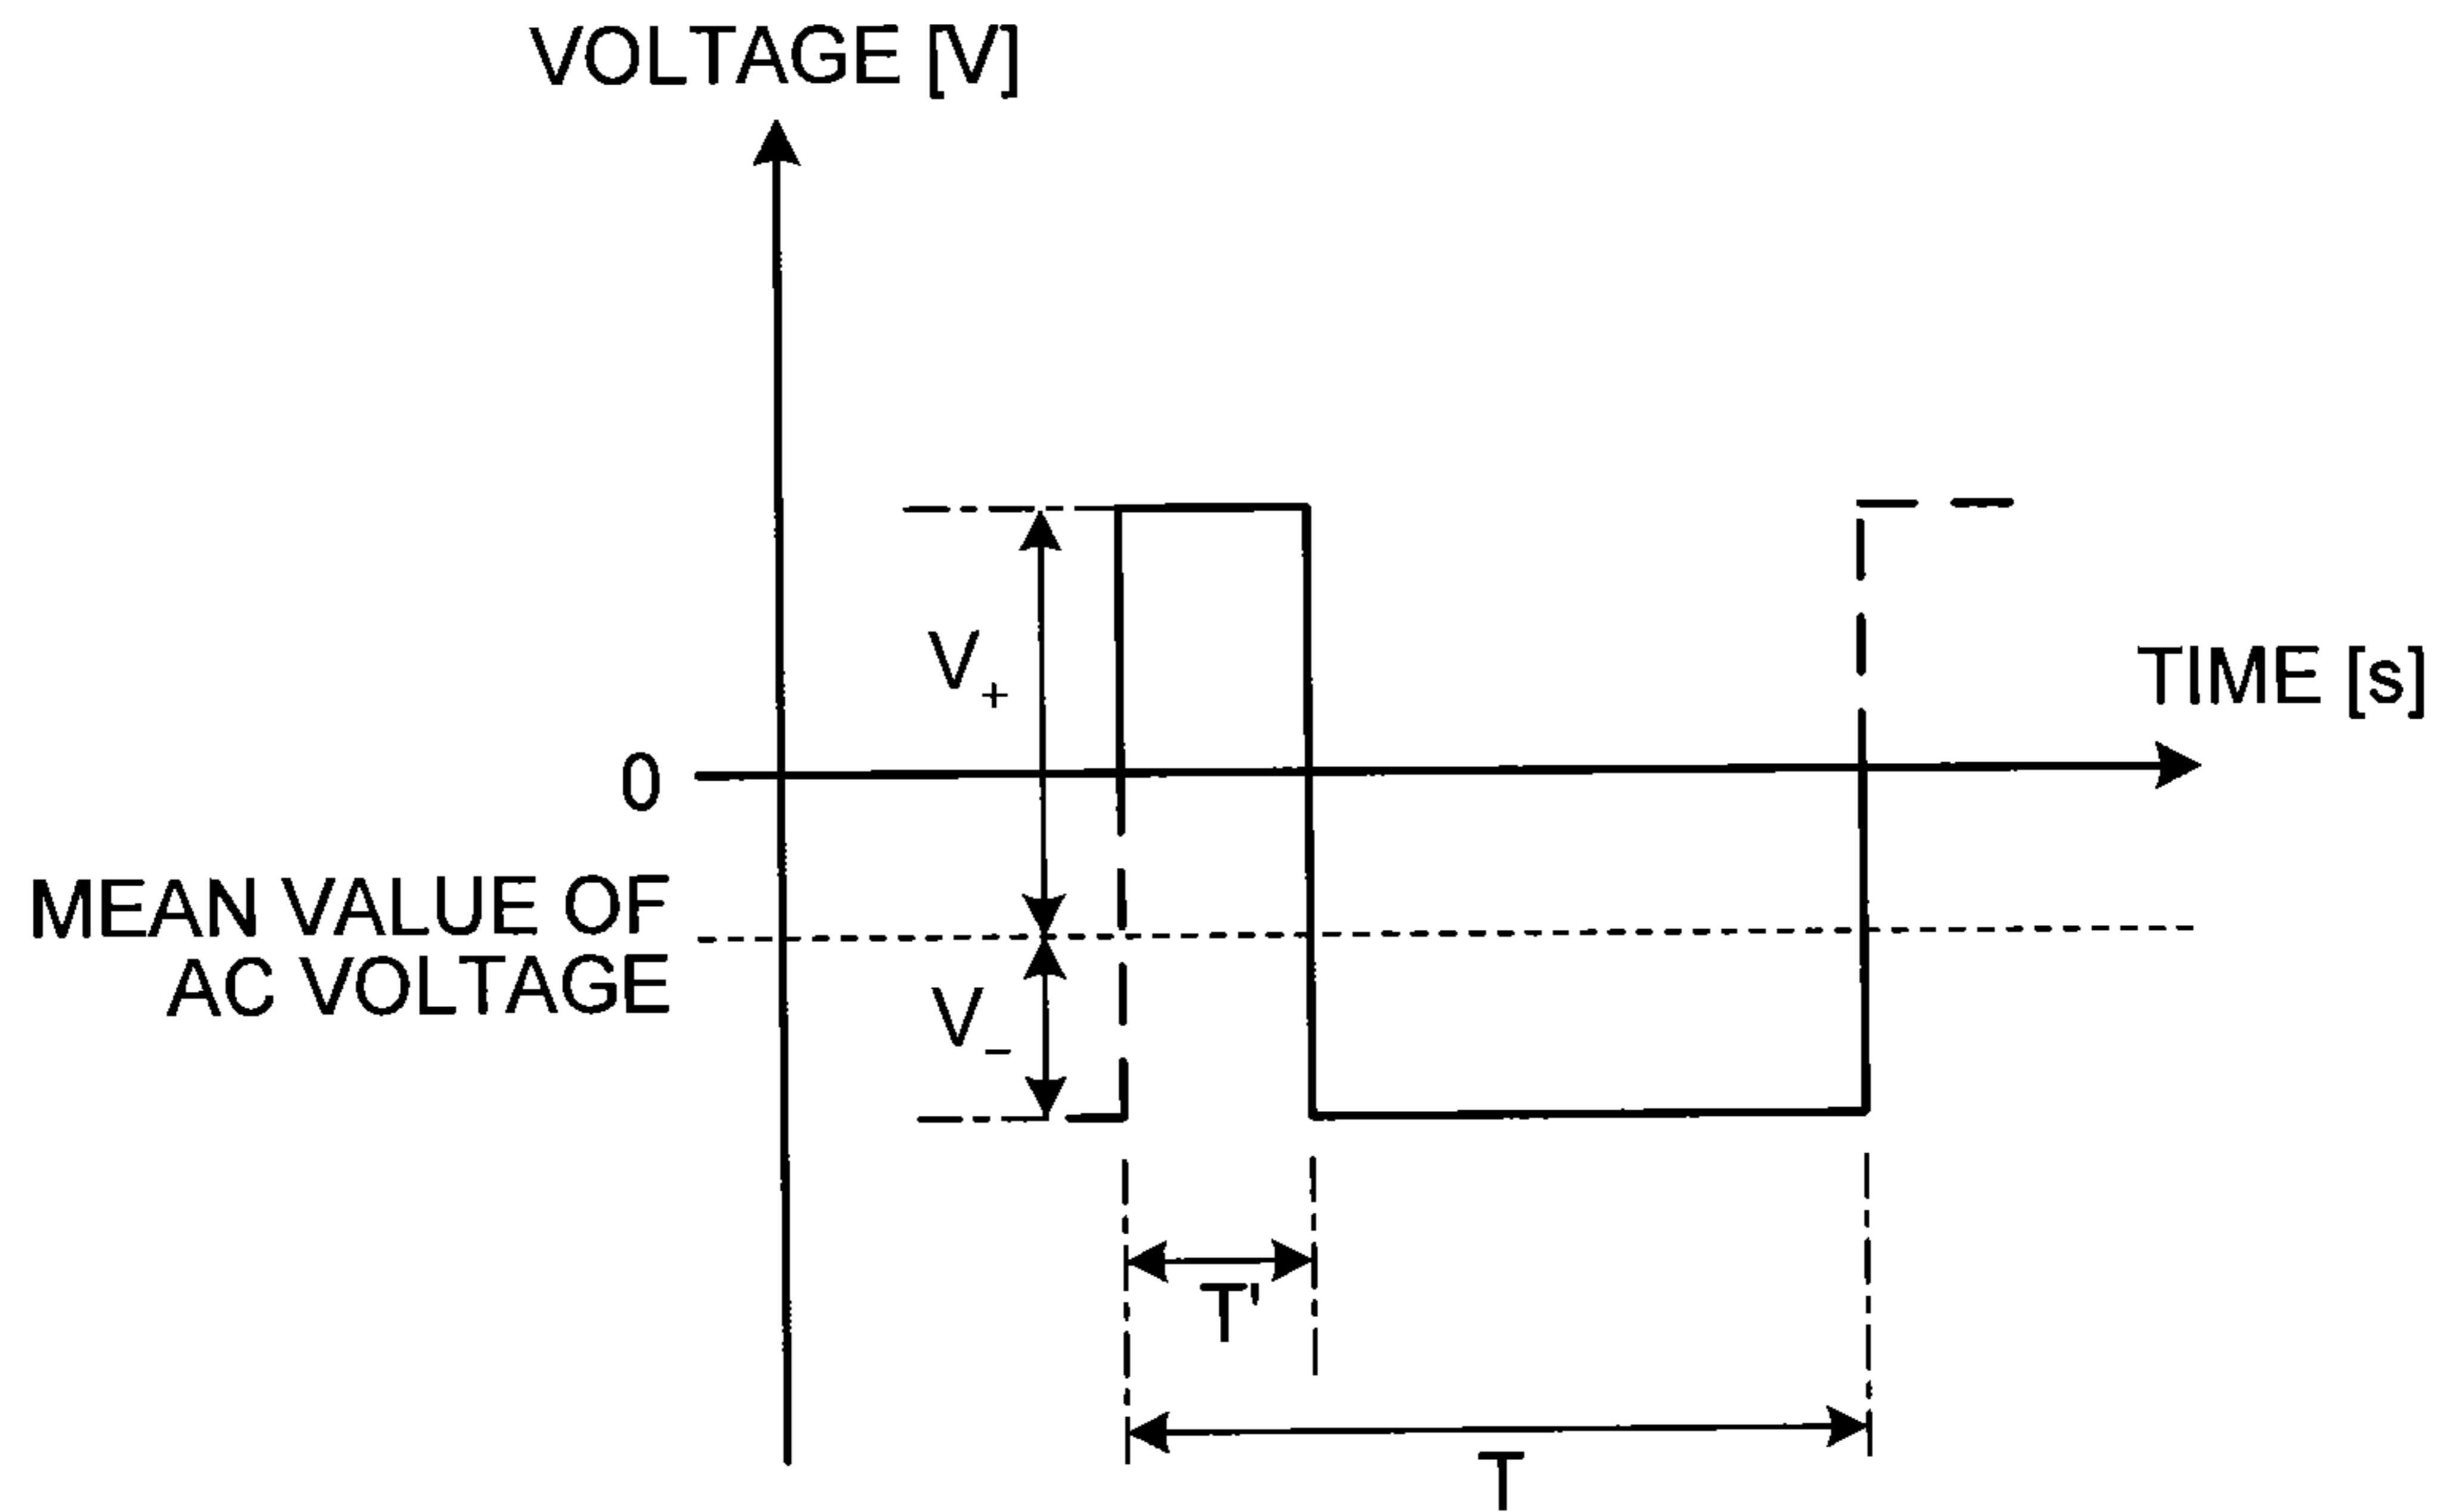 VOLTAGE [V]
V+
TIME [s]
0
MEAN VALUE OF
AC VOLTAGE
V−
T'
T